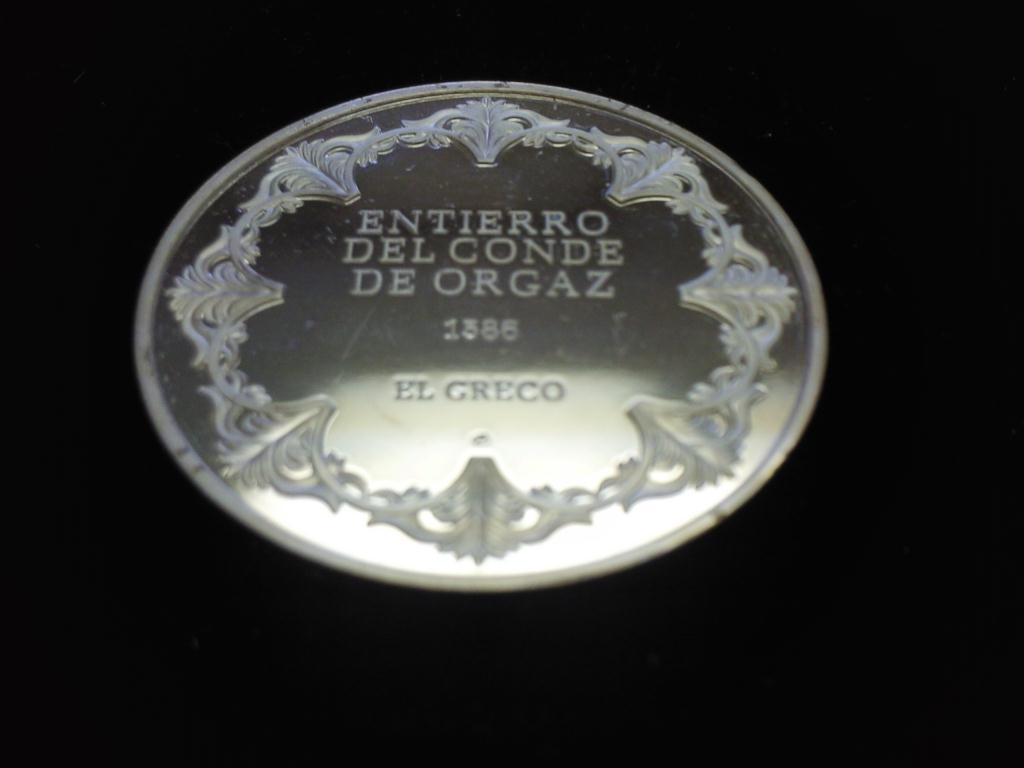 ENTIERRO
DEL CONDE
DE ORGAZ
1586
EL GRECO